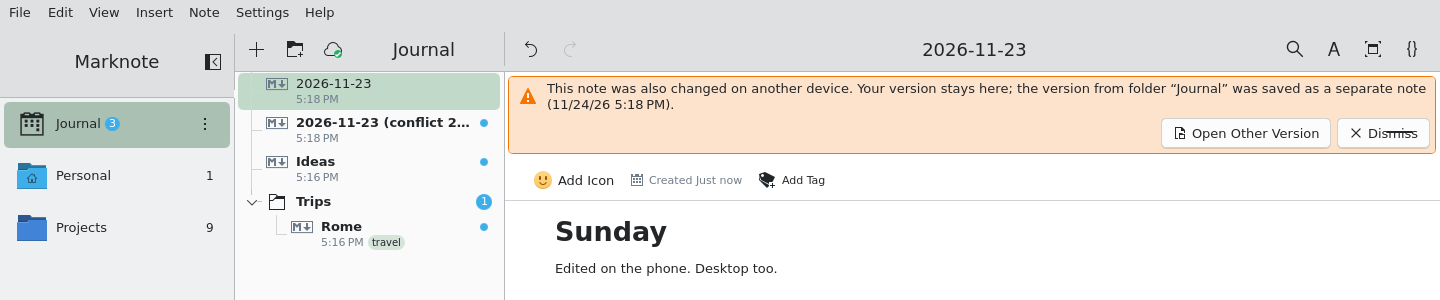 File Edit View Insert Note Settings Help
Marknote
Journal
2026-11-23
A
{}
Journal 3
Personal 1
Projects 9
2026-11-23
5:18 PM
2026-11-23 (conflict 2...
5:18 PM
Ideas
5:16 PM
Trips 1
Rome
5:16 PM travel
This note was also changed on another device. Your version stays here; the version from folder “Journal” was saved as a separate note
(11/24/26 5:18 PM).
Open Other Version
Dismiss
Add Icon
Created Just now
Add Tag
Sunday
Edited on the phone. Desktop too.